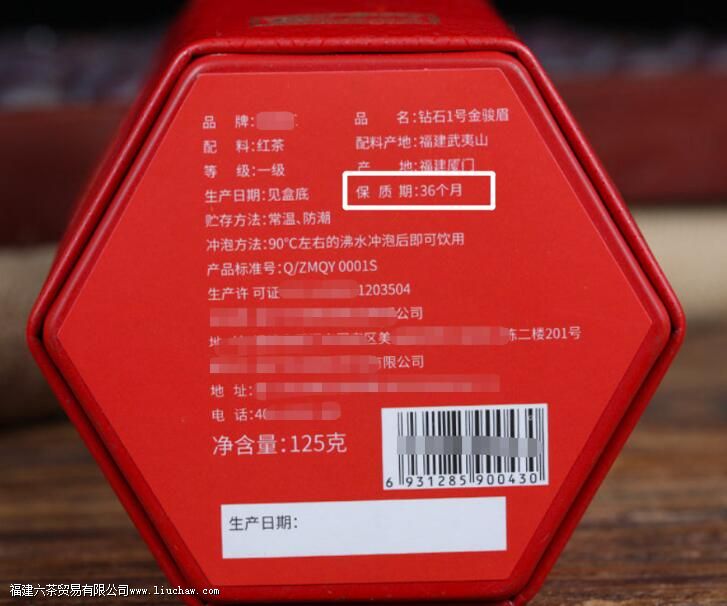 品 牌:
品 名:钻石1号金骏眉
配 料:红茶
配料产地:福建武夷山
等 级:一级
产 地:福建厦门
生产日期:见盒底
保 质 期:36个月
贮存方法:常温、防潮
冲泡方法:90℃左右的沸水冲泡后即可饮用
产品标准号:Q/ZMQY 0001S
生产许可证 1203504
公司
地 区美 栋二楼201号
有限公司
地 址:
电 话:40
净含量:125克
6 931285 900430
生产日期:
福建六茶贸易有限公司www.liuchaw.com